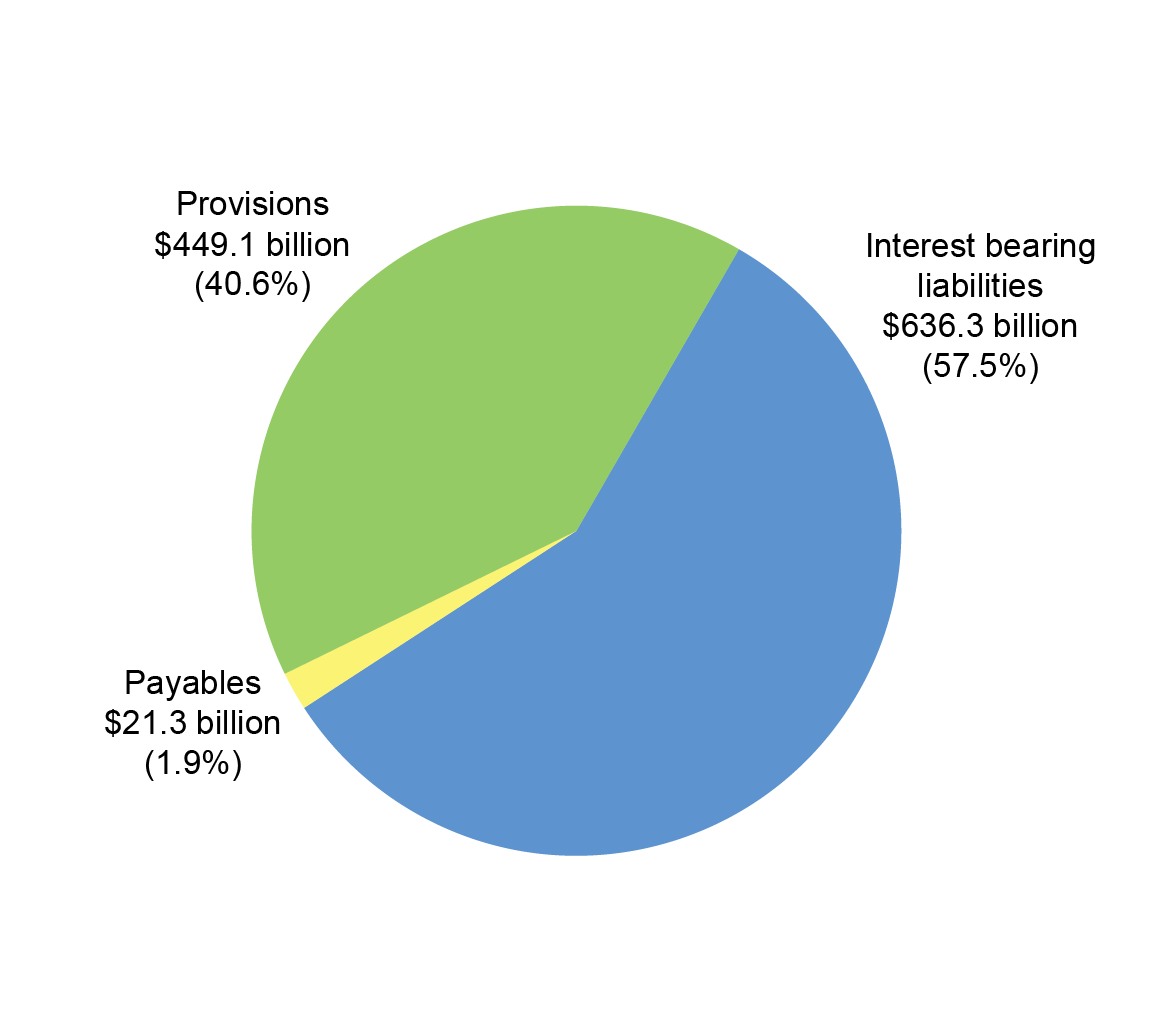 Provisions
$449.1 billion
(40.6%)
Interest bearing
liabilities
$636.3 billion
(57.5%)
Payables
$21.3 billion
(1.9%)